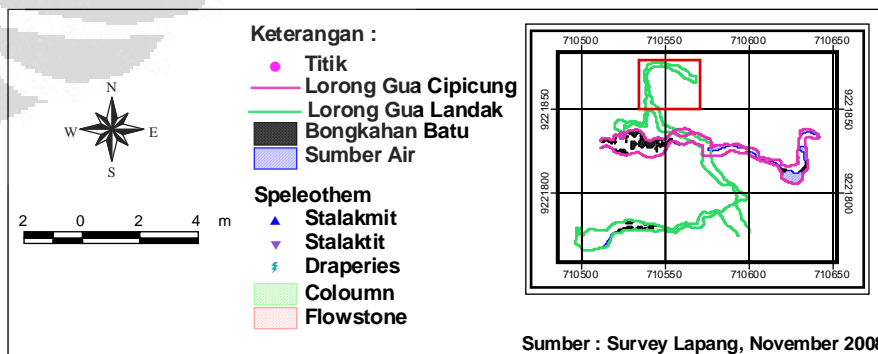 Keterangan :
Titik
Lorong Gua Cipicung
Lorong Gua Landak
Bongkahan Batu
Sumber Air
Speleothem
Stalakmit
Stalaktit
Draperies
Coloumn
Flowstone
N
W E
S
2 0 2 4 m
710500 710550 710600 710650
9221850 9221850
9221800 9221800
710500 710550 710600 710650
Sumber : Survey Lapang, November 2008